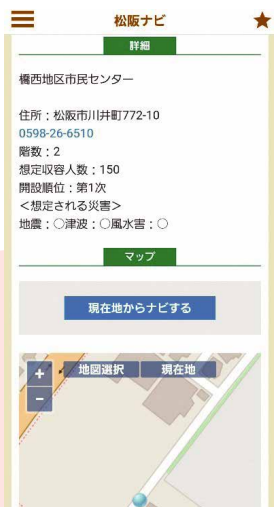 松阪ナビ
詳細
橋西地区市民センター
住所：松阪市川井町772-10
0598-26-6510
階数：2
想定収容人数：150
開設順位：第1次
＜想定される災害＞
地震：○津波：○風水害：○
マップ
現在地からナビする
+
地図選択
現在地
−